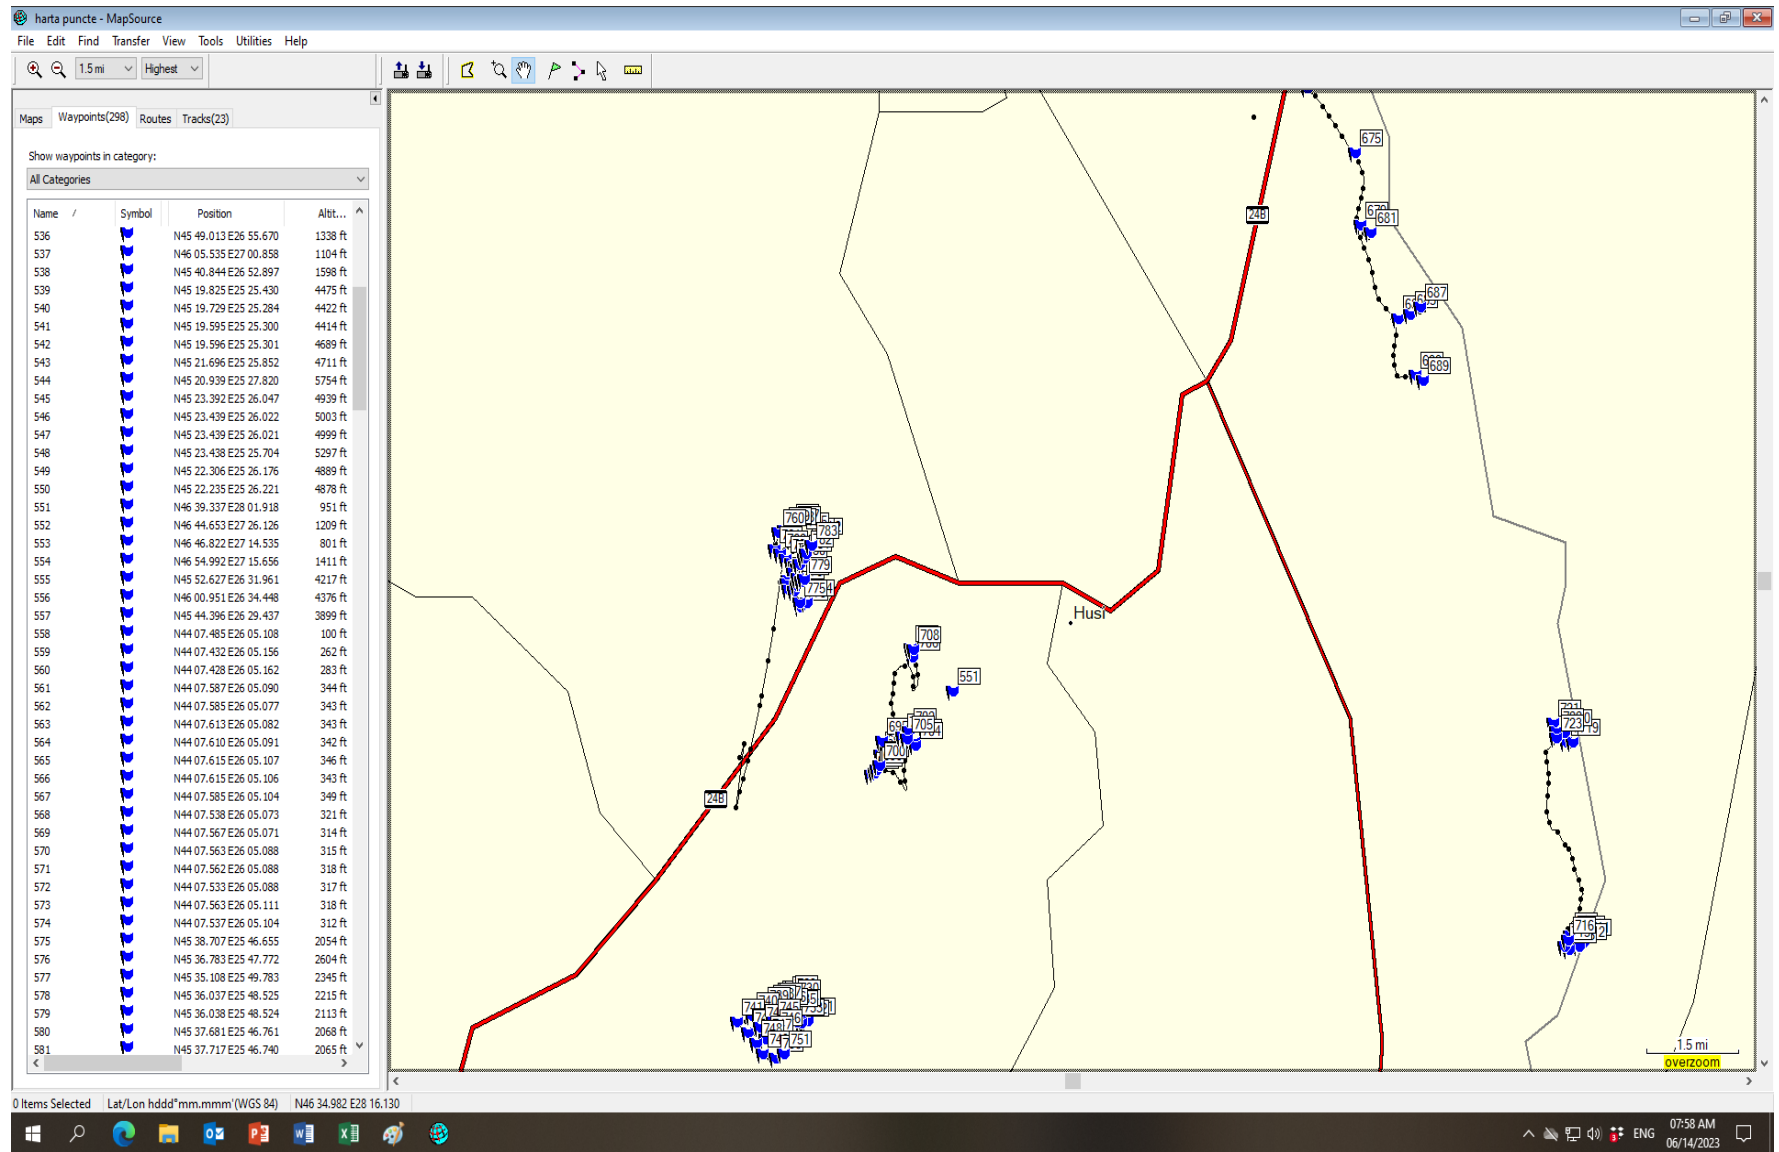 harta puncte - MapSource
File Edit Find Transfer View Tools Utilities Help
1.5 mi Highest
Maps Waypoints(298) Routes Tracks(23)
Show waypoints in category:
All Categories
Name / Symbol Position Altit...
536 N45 49.013 E26 55.670 1338 ft
537 N46 05.535 E27 00.858 1104 ft
538 N45 40.844 E26 52.897 1598 ft
539 N45 19.825 E25 25.430 4475 ft
540 N45 19.729 E25 25.284 4422 ft
541 N45 19.595 E25 25.300 4414 ft
542 N45 19.596 E25 25.301 4689 ft
543 N45 21.696 E25 25.852 4711 ft
544 N45 20.939 E25 27.820 5754 ft
545 N45 23.392 E25 26.047 4939 ft
546 N45 23.439 E25 26.022 5003 ft
547 N45 23.439 E25 26.021 4999 ft
548 N45 23.438 E25 25.704 5297 ft
549 N45 22.306 E25 26.176 4889 ft
550 N45 22.235 E25 26.221 4878 ft
551 N46 39.337 E28 01.918 951 ft
552 N46 44.653 E27 26.126 1209 ft
553 N46 46.822 E27 14.535 801 ft
554 N46 54.992 E27 15.656 1411 ft
555 N45 52.627 E26 31.961 4217 ft
556 N46 00.951 E26 34.448 4376 ft
557 N45 44.396 E26 29.437 3899 ft
558 N44 07.485 E26 05.108 100 ft
559 N44 07.432 E26 05.156 262 ft
560 N44 07.428 E26 05.162 283 ft
561 N44 07.587 E26 05.090 344 ft
562 N44 07.585 E26 05.077 343 ft
563 N44 07.613 E26 05.082 343 ft
564 N44 07.610 E26 05.091 342 ft
565 N44 07.615 E26 05.107 346 ft
566 N44 07.615 E26 05.106 343 ft
567 N44 07.585 E26 05.104 349 ft
568 N44 07.538 E26 05.073 321 ft
569 N44 07.567 E26 05.071 314 ft
570 N44 07.563 E26 05.088 315 ft
571 N44 07.562 E26 05.088 318 ft
572 N44 07.533 E26 05.088 317 ft
573 N44 07.563 E26 05.111 318 ft
574 N44 07.537 E26 05.104 312 ft
575 N45 38.707 E25 46.655 2054 ft
576 N45 36.783 E25 47.772 2604 ft
577 N45 35.108 E25 49.783 2345 ft
578 N45 36.037 E25 48.525 2215 ft
579 N45 36.038 E25 48.524 2113 ft
580 N45 37.681 E25 46.761 2068 ft
581 N45 37.717 E25 46.740 2065 ft
675
24B
681
687
689
760
783
779
775
Husi
708
551
705
700
723
24B
716
741
751
1.5 mi
overzoom
0 Items Selected Lat/Lon hddd°mm.mmm'(WGS 84) N46 34.982 E28 16.130
ENG
07:58 AM
06/14/2023